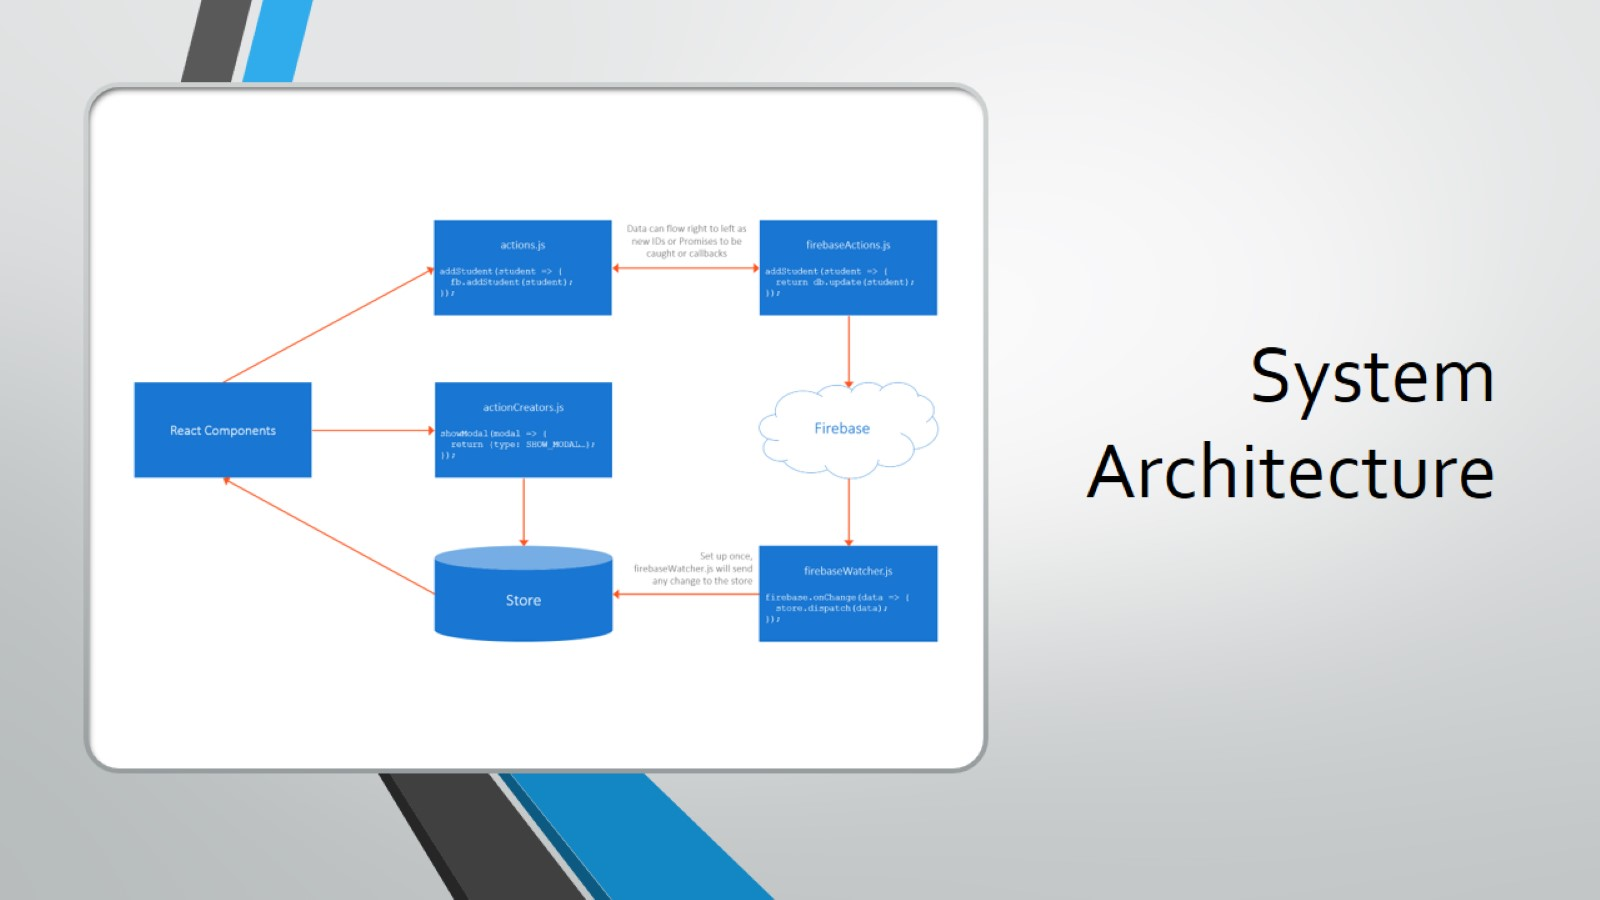 actions.js
addStudent(student => {
fb.addStudent(student);
});
Data can flow right to left as
new IDs or Promises to be
caught or callbacks
firebaseActions.js
addStudent(student => {
return db.update(student);
});
React Components
actionCreators.js
showModal(modal => {
return {type: SHOW_MODAL…};
});
Firebase
Store
Set up once,
firebaseWatcher.js will send
any change to the store
firebaseWatcher.js
firebase.onChange(data => {
store.dispatch(data);
});
System
Architecture